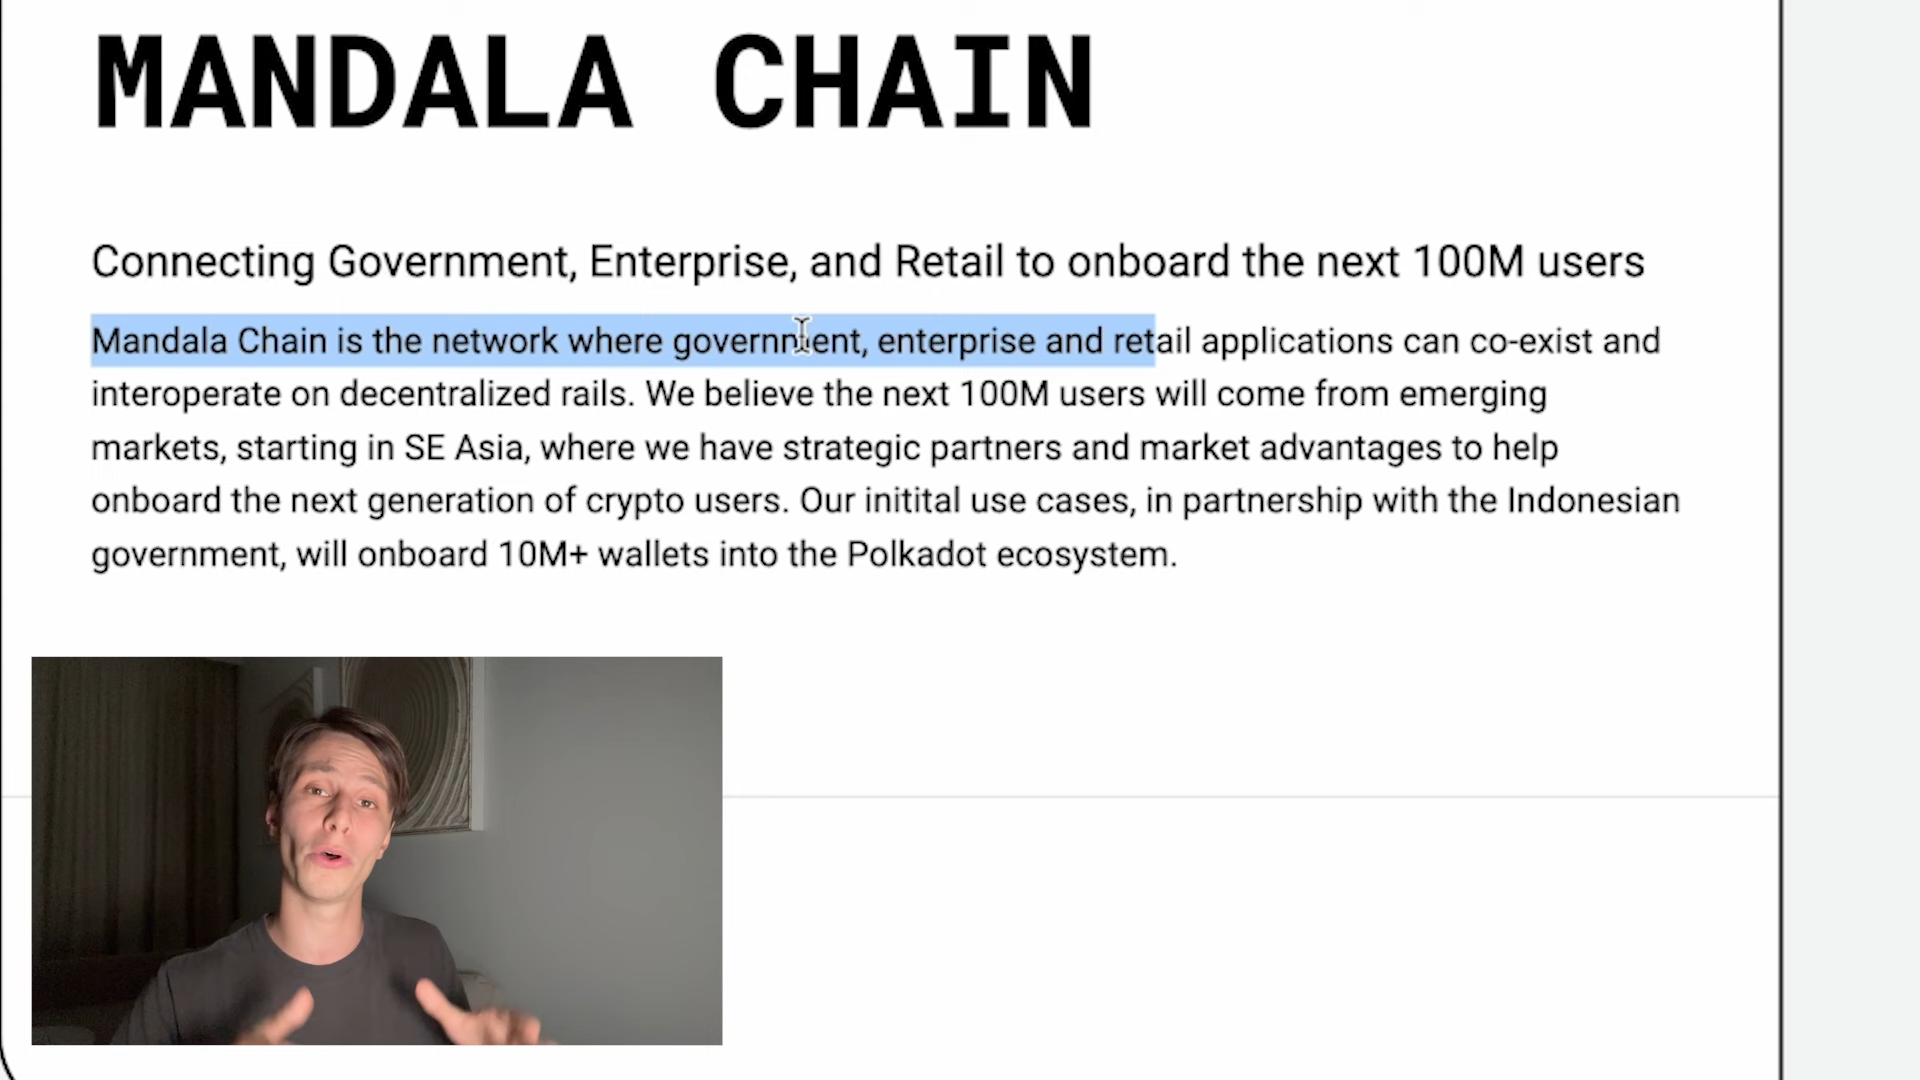 MANDALA CHAIN
Connecting Government, Enterprise, and Retail to onboard the next 100M users
Mandala Chain is the network where government, enterprise and retail applications can co-exist and
interoperate on decentralized rails. We believe the next 100M users will come from emerging
markets, starting in SE Asia, where we have strategic partners and market advantages to help
onboard the next generation of crypto users. Our initital use cases, in partnership with the Indonesian
government, will onboard 10M+ wallets into the Polkadot ecosystem.